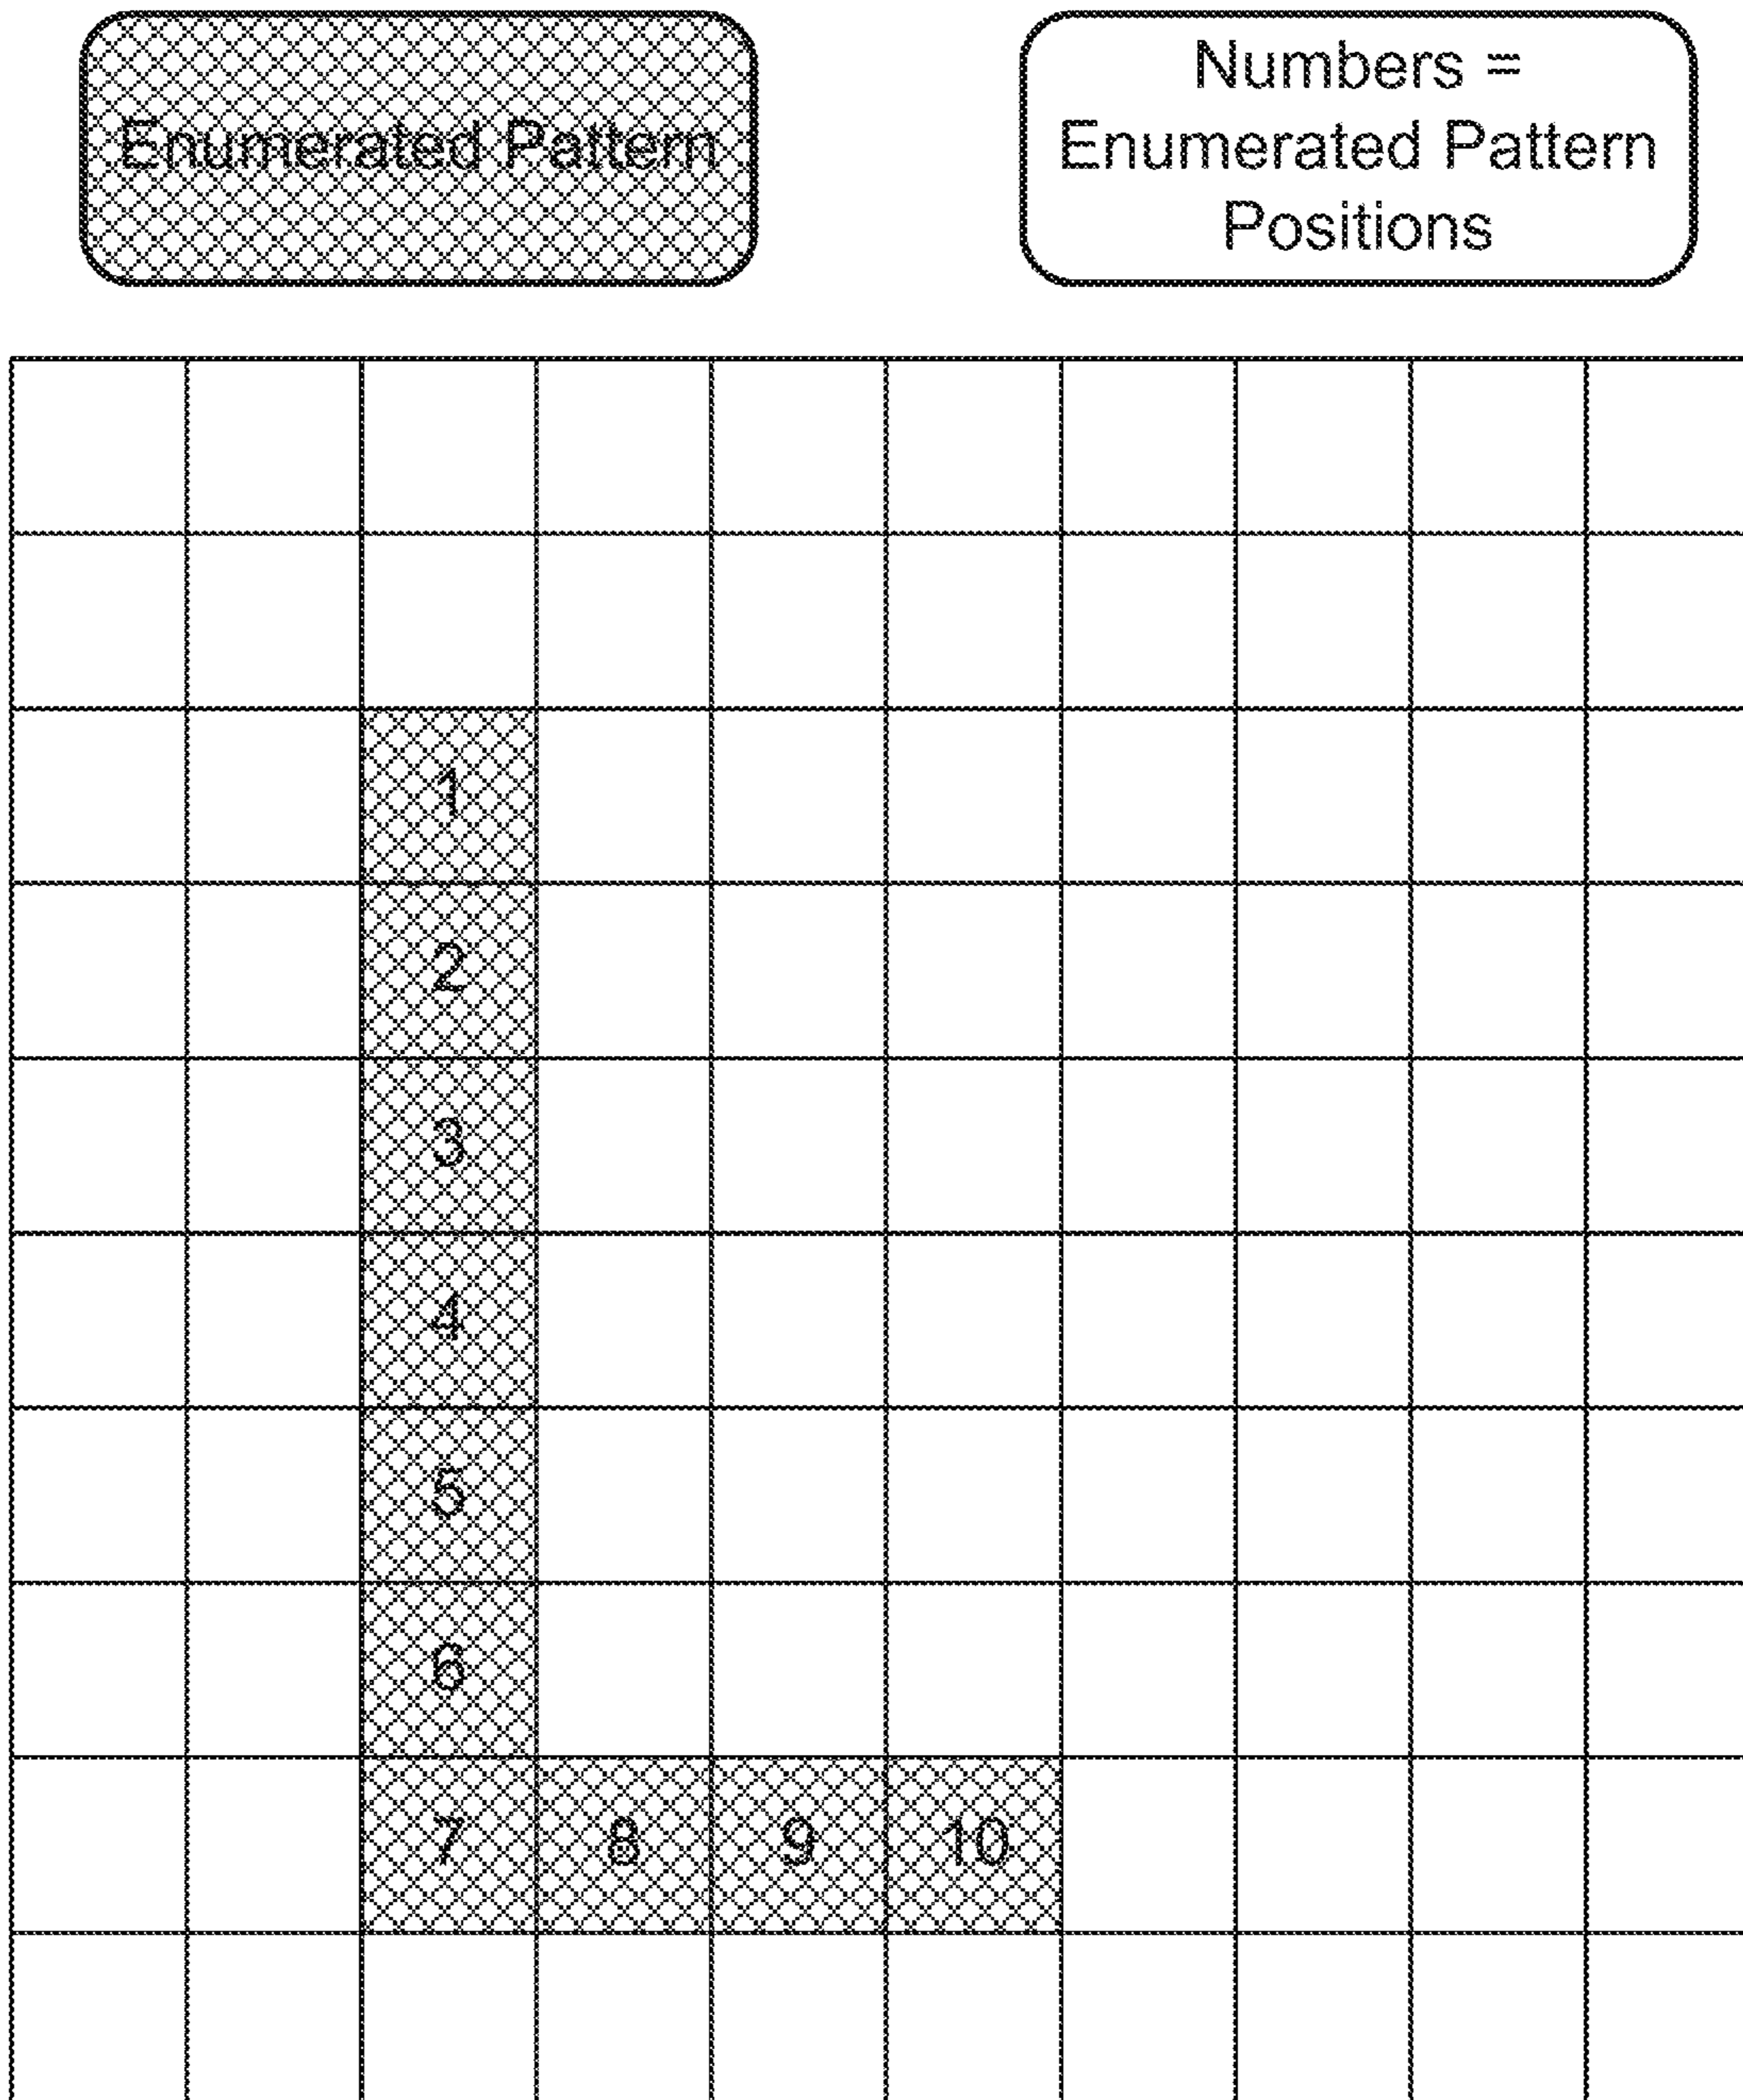 Enumerated Pattern
Numbers =
Enumerated Pattern
Positions
1
2
3
4
5
6
7 8 9 10